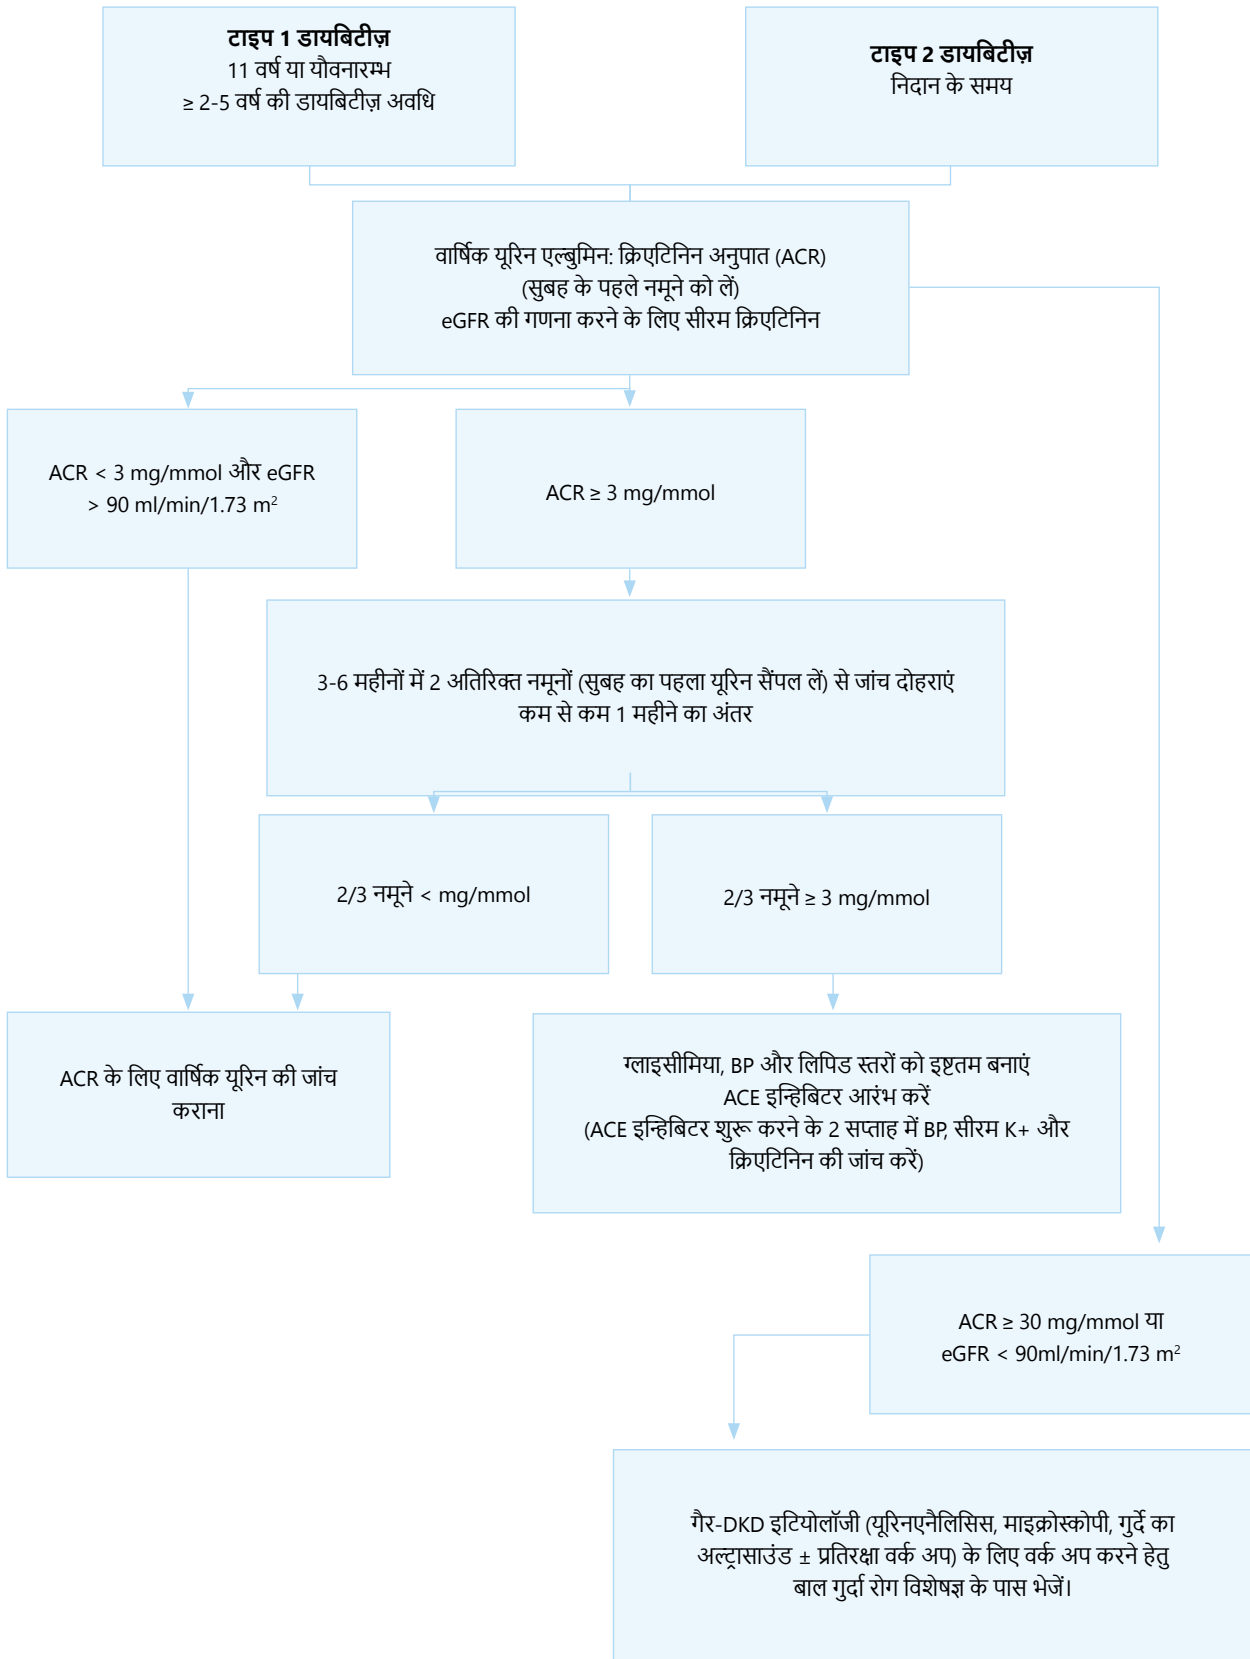 टाइप 1 डायबिटीज़
11 वर्ष या यौवनारम्भ
≥ 2-5 वर्ष की डायबिटीज़ अवधि
टाइप 2 डायबिटीज़
निदान के समय
वार्षिक यूरिन एल्बुमिन: क्रिएटिनिन अनुपात (ACR)
(सुबह के पहले नमूने को लें)
eGFR की गणना करने के लिए सीरम क्रिएटिनिन
ACR < 3 mg/mmol और eGFR
> 90 ml/min/1.73 m²
ACR ≥ 3 mg/mmol
3-6 महीनों में 2 अतिरिक्त नमूनों (सुबह का पहला यूरिन सैंपल लें) से जांच दोहराएं
कम से कम 1 महीने का अंतर
2/3 नमूने < mg/mmol
2/3 नमूने ≥ 3 mg/mmol
ACR के लिए वार्षिक यूरिन की जांच
कराना
ग्लाइसीमिया, BP और लिपिड स्तरों को इष्टतम बनाएं
ACE इन्हिबिटर आरंभ करें
(ACE इन्हिबिटर शुरू करने के 2 सप्ताह में BP, सीरम K+ और
क्रिएटिनिन की जांच करें)
ACR ≥ 30 mg/mmol या
eGFR < 90ml/min/1.73 m²
गैर-DKD इटियोलॉजी (यूरिनएनैलिसिस, माइक्रोस्कोपी, गुर्दे का
अल्ट्रासाउंड ± प्रतिरक्षा वर्क अप) के लिए वर्क अप करने हेतु
बाल गुर्दा रोग विशेषज्ञ के पास भेजें।